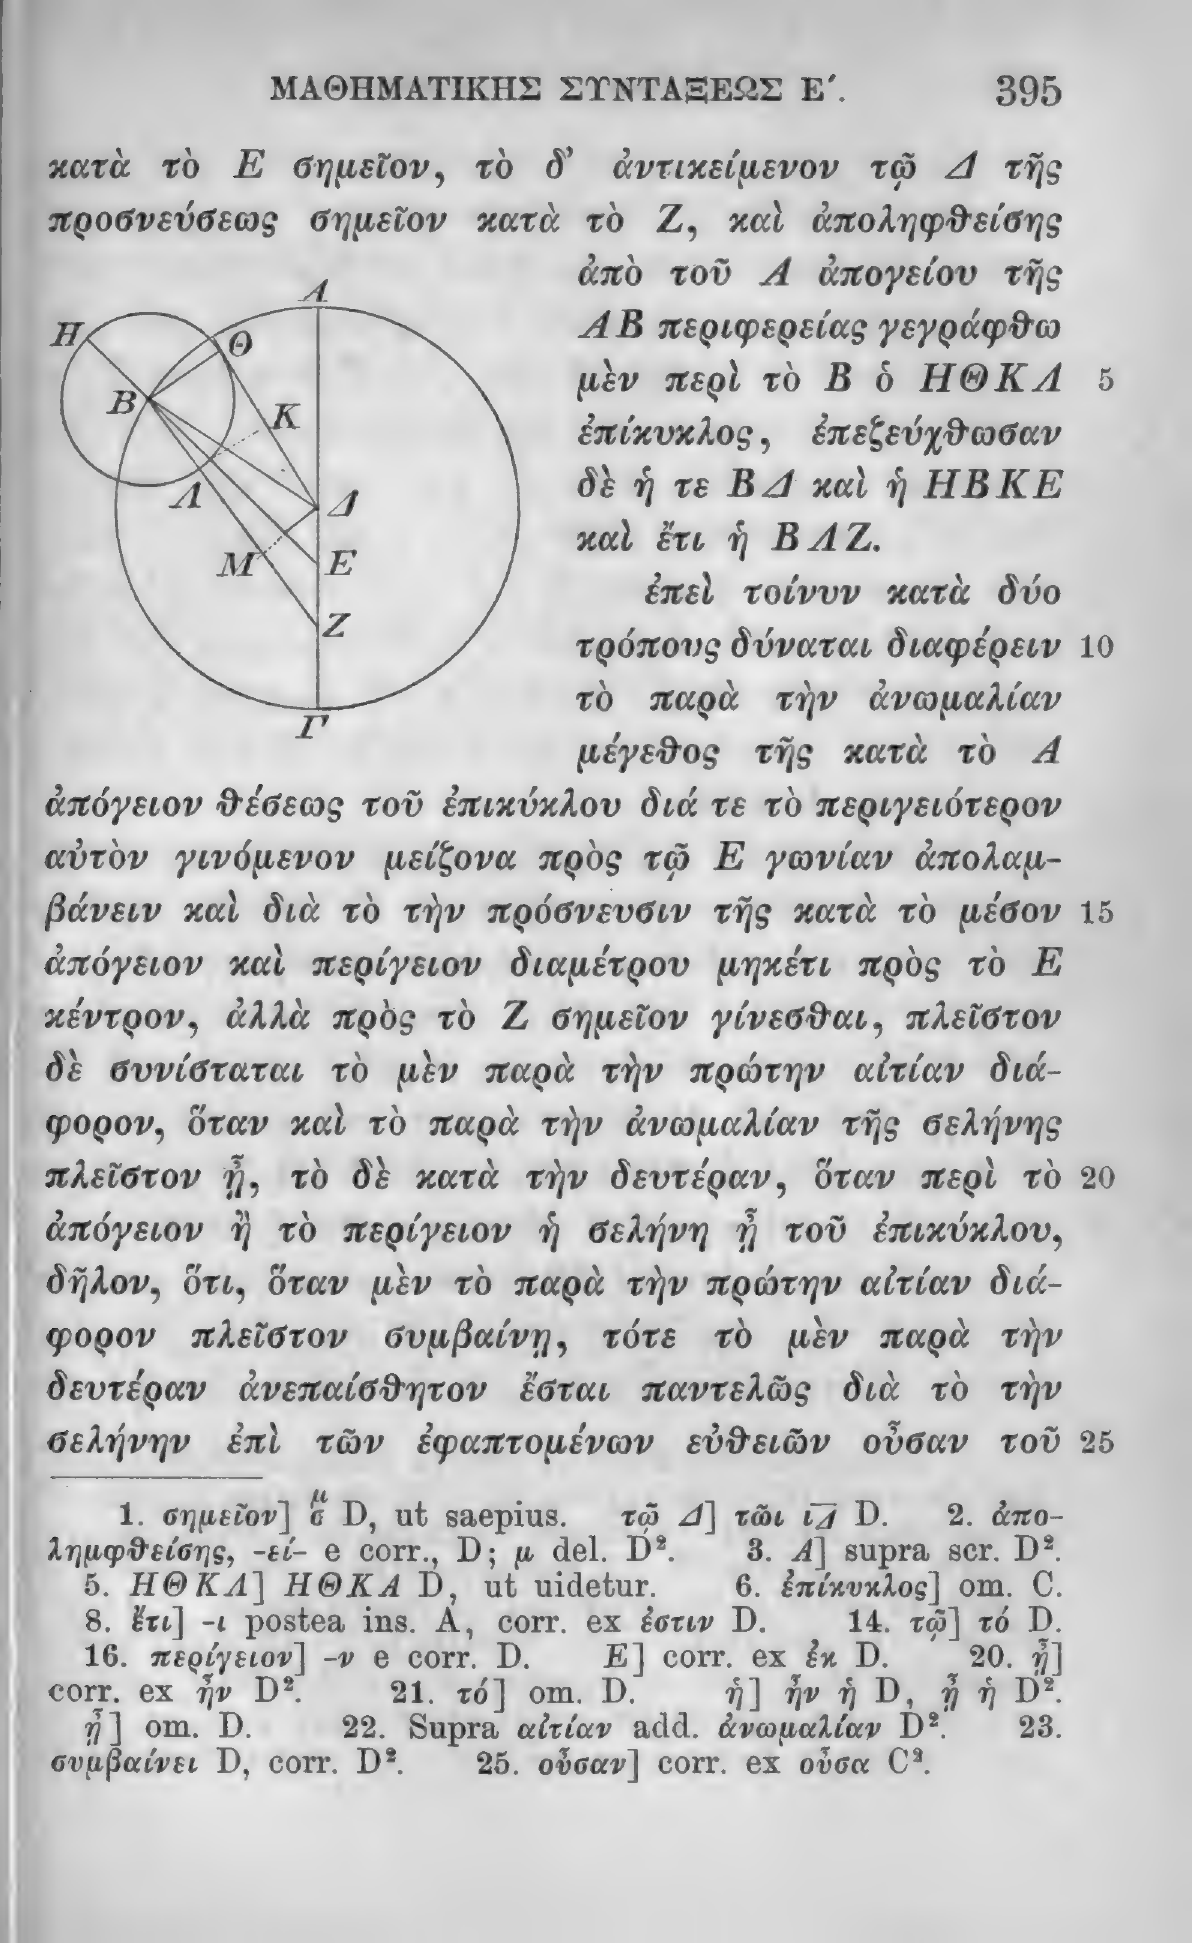 ΜΑΘΗΜΑΤΙΚΗΣ ΣΥΝΤΑΞΕΩΣ Ε΄. 395
κατὰ τὸ Ε σημεῖον, τὸ δ’ ἀντικείμενον τῷ Δ τῆς
προσνεύσεως σημεῖον κατὰ τὸ Ζ, καὶ ἀποληφθείσης
ἀπὸ τοῦ Α ἀπογείου τῆς
ΑΒ περιφερείας γεγράφθω
μὲν περὶ τὸ Β ὁ ΗΘΚΛ 5
ἐπίκυκλος, ἐπεζεύχθωσαν
δὲ ἥ τε ΒΔ καὶ ἡ ΗΒΚΕ
καὶ ἔτι ἡ ΒΛΖ.
ἐπεὶ τοίνυν κατὰ δύο
τρόπους δύναται διαφέρειν 10
τὸ παρὰ τὴν ἀνωμαλίαν
μέγεθος τῆς κατὰ τὸ Α
Α
Η
Θ
Β
Κ
Λ
Δ
Μ
Ε
Ζ
Γ
ἀπόγειον θέσεως τοῦ ἐπικύκλου διά τε τὸ περιγειότερον
αὐτὸν γινόμενον μείζονα πρὸς τῷ Ε γωνίαν ἀπολαμ-
βάνειν καὶ διὰ τὸ τὴν πρόσνευσιν τῆς κατὰ τὸ μέσον 15
ἀπόγειον καὶ περίγειον διαμέτρου μηκέτι πρὸς τὸ Ε
κέντρον, ἀλλὰ πρὸς τὸ Ζ σημεῖον γίνεσθαι, πλεῖστον
δὲ συνίσταται τὸ μὲν παρὰ τὴν πρώτην αἰτίαν διά-
φορον, ὅταν καὶ τὸ παρὰ τὴν ἀνωμαλίαν τῆς σελήνης
πλεῖστον ᾖ, τὸ δὲ κατὰ τὴν δευτέραν, ὅταν περὶ τὸ 20
ἀπόγειον ἢ τὸ περίγειον ἡ σελήνη ᾖ τοῦ ἐπικύκλου,
δῆλον, ὅτι, ὅταν μὲν τὸ παρὰ τὴν πρώτην αἰτίαν διά-
φορον πλεῖστον συμβαίνῃ, τότε τὸ μὲν παρὰ τὴν
δευτέραν ἀνεπαίσθητον ἔσται παντελῶς διὰ τὸ τὴν
σελήνην ἐπὶ τῶν ἐφαπτομένων εὐθειῶν οὖσαν τοῦ 25
1. σημεῖον] σ̄^μ D, ut saepius. τῷ Δ] τῶι ῑΔ̄ D. 2. ἀπο-
λημφθείσης, -εί- e corr., D; μ del. D². 3. Α] supra scr. D².
5. ΗΘΚΛ] ΗΘΚΑ D, ut uidetur. 6. ἐπίκυκλος] om. C.
8. ἔτι] -ι postea ins. A, corr. ex ἐστιν D. 14. τῷ] τό D.
16. περίγειον] -ν e corr. D. Ε] corr. ex ἐκ D. 20. ᾖ]
corr. ex ἦν D². 21. τό] om. D. ἡ] ἦν ἡ D, ᾖ ἡ D².
ᾖ] om. D. 22. Supra αἰτίαν add. ἀνωμαλίαν D². 23.
συμβαίνει D, corr. D². 25. οὖσαν] corr. ex οὖσα C².